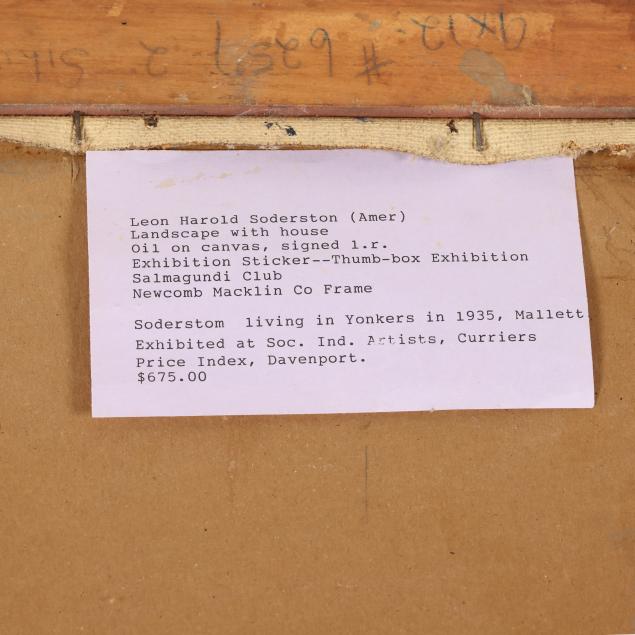 9x12
# 6257 2
Leon Harold Soderston (Amer)
Landscape with house
Oil on canvas, signed l.r.
Exhibition Sticker--Thumb-box Exhibition
Salmagundi Club
Newcomb Macklin Co Frame
Soderstom living in Yonkers in 1935, Mallett
Exhibited at Soc. Ind. Artists, Curriers
Price Index, Davenport.
$675.00